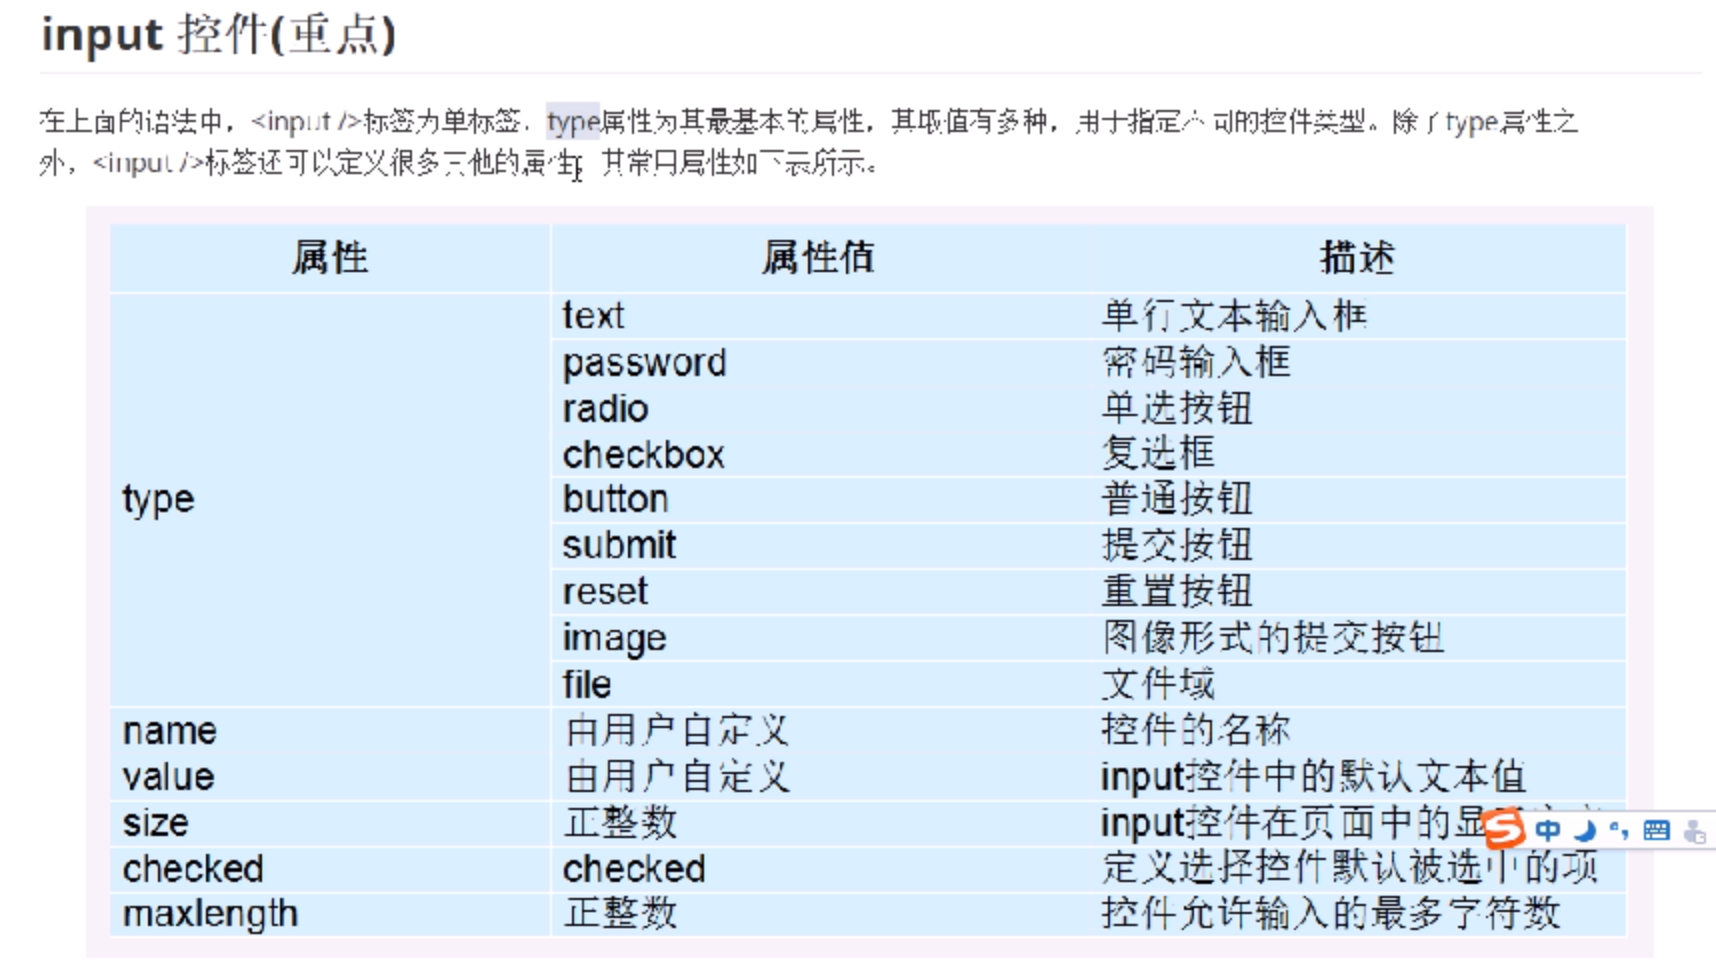 input 控件(重点)
在上面的语法中，<input />标签为单标签，type属性为其最基本的属性，其取值有多种，用于指定不同的控件类型。除了type属性之
外，<input />标签还可以定义很多其他的属性，其常用属性如下表所示。
属性 属性值 描述
text 单行文本输入框
password 密码输入框
radio 单选按钮
checkbox 复选框
type button 普通按钮
submit 提交按钮
reset 重置按钮
image 图像形式的提交按钮
file 文件域
name 由用户自定义 控件的名称
value 由用户自定义 input控件中的默认文本值
size 正整数 input控件在页面中的显
中
checked checked 定义选择控件默认被选中的项
maxlength 正整数 控件允许输入的最多字符数